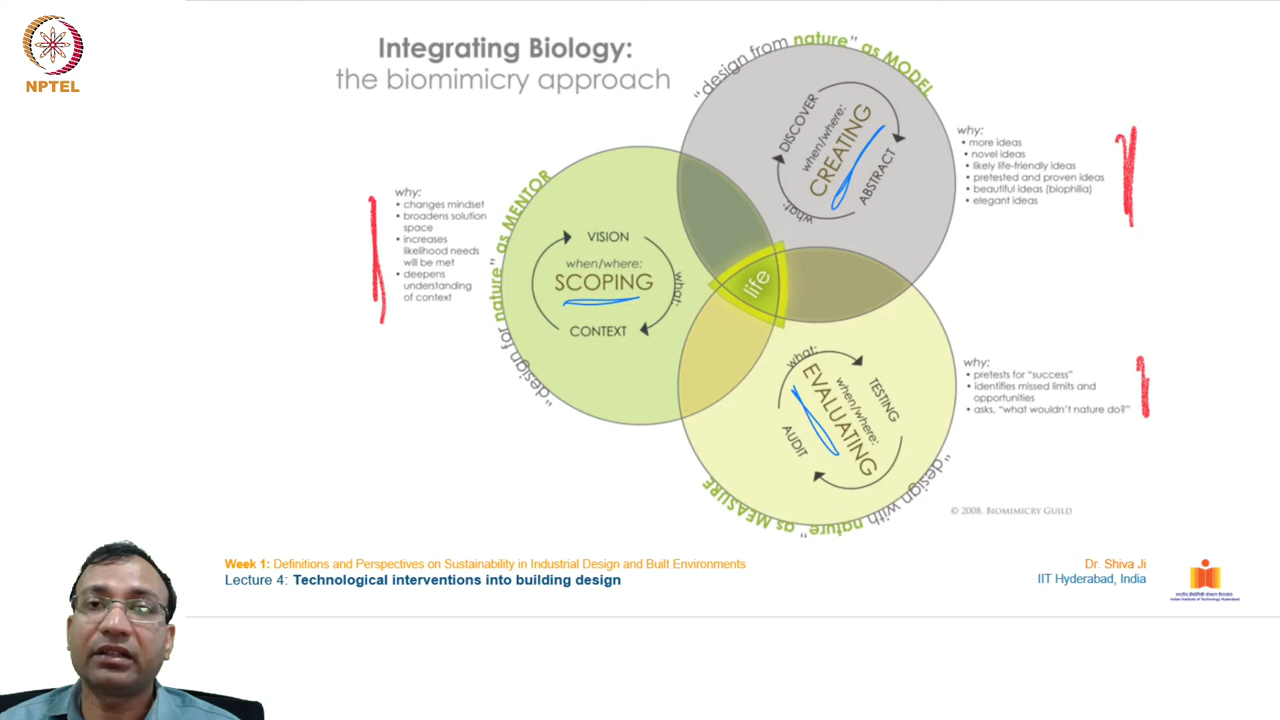 NPTEL
Integrating Biology:
the biomimicry approach
"design from nature" as MODEL
DISCOVER
when/where:
CREATING
ABSTRACT
what:
why:
• more ideas
• novel ideas
• likely life-friendly ideas
• pretested and proven ideas
• beautiful ideas (biophilia)
• elegant ideas
why:
• changes mindset
• broadens solution
space
• increases
likelihood needs
will be met
• deepens
understanding
of context
"design for nature" as MENTOR
VISION
when/where:
SCOPING
what:
CONTEXT
life
what:
TESTING
when/where:
EVALUATING
AUDIT
"design with nature" as MEASURE
why:
• pretests for "success"
• identifies missed limits and
opportunities
• asks, "what wouldn't nature do?"
© 2008. BIOMIMICRY GUILD
Week 1: Definitions and Perspectives on Sustainability in Industrial Design and Built Environments
Lecture 4: Technological interventions into building design
Dr. Shiva Ji
IIT Hyderabad, India
Indian Institute of Technology Hyderabad